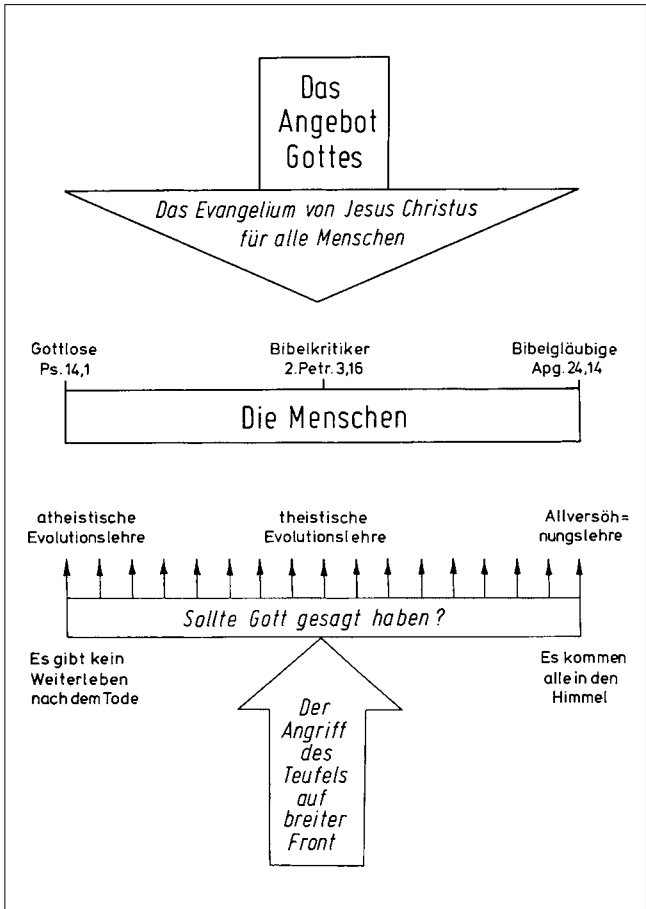 Das
Angebot
Gottes
Das Evangelium von Jesus Christus
für alle Menschen
Gottlose
Ps. 14,1
Bibelkritiker
2. Petr. 3,16
Bibelgläubige
Apg. 24,14
Die Menschen
atheistische
Evolutionslehre
theistische
Evolutionslehre
Allversöh=
nungslehre
Sollte Gott gesagt haben?
Es gibt kein
Weiterleben
nach dem Tode
Es kommen
alle in den
Himmel
Der
Angriff
des
Teufels
auf
breiter
Front